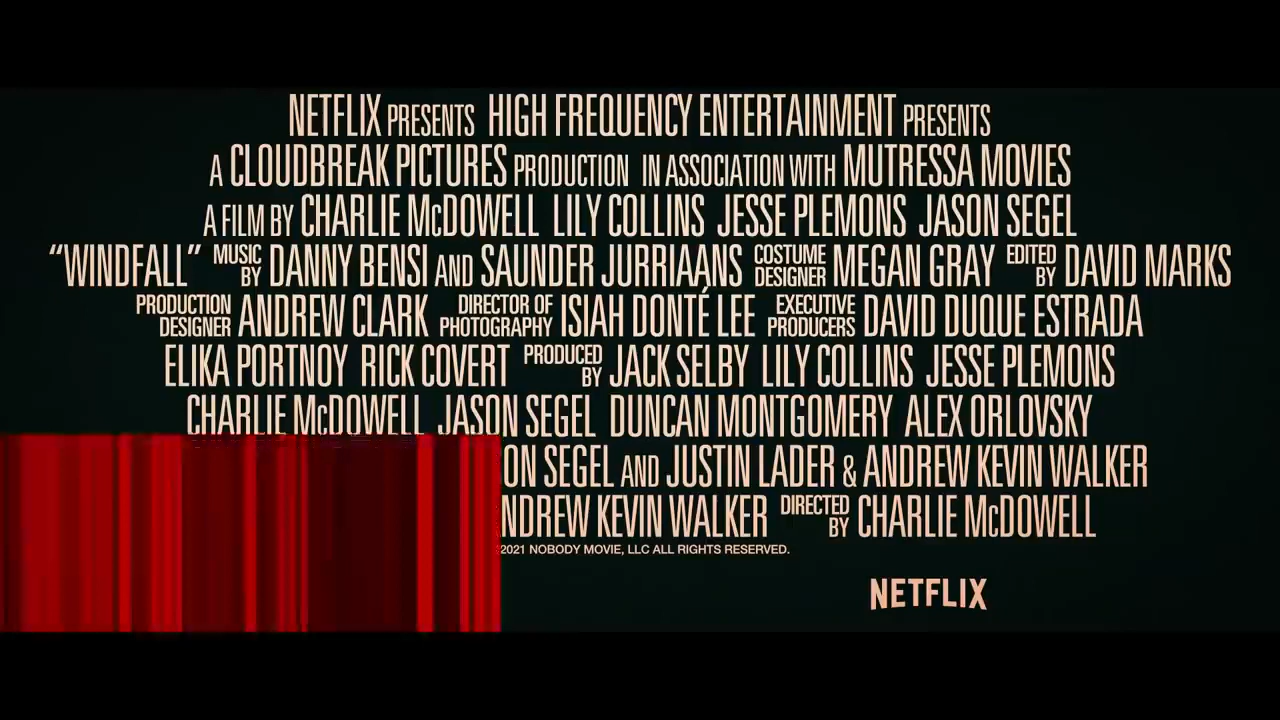 NETFLIX PRESENTS HIGH FREQUENCY ENTERTAINMENT PRESENTS
A CLOUDBREAK PICTURES PRODUCTION IN ASSOCIATION WITH MUTRESSA MOVIES
A FILM BY CHARLIE McDOWELL LILY COLLINS JESSE PLEMONS JASON SEGEL
“WINDFALL” MUSIC BY DANNY BENSI AND SAUNDER JURRIAANS COSTUME DESIGNER MEGAN GRAY EDITED BY DAVID MARKS
PRODUCTION DESIGNER ANDREW CLARK DIRECTOR OF PHOTOGRAPHY ISIAH DONTÉ LEE EXECUTIVE PRODUCERS DAVID DUQUE ESTRADA
ELIKA PORTNOY RICK COVERT PRODUCED BY JACK SELBY LILY COLLINS JESSE PLEMONS
CHARLIE McDOWELL JASON SEGEL DUNCAN MONTGOMERY ALEX ORLOVSKY
SEGEL AND JUSTIN LADER & ANDREW KEVIN WALKER
KEVIN WALKER DIRECTED BY CHARLIE McDOWELL
2021 NOBODY MOVIE, LLC ALL RIGHTS RESERVED.
NETFLIX